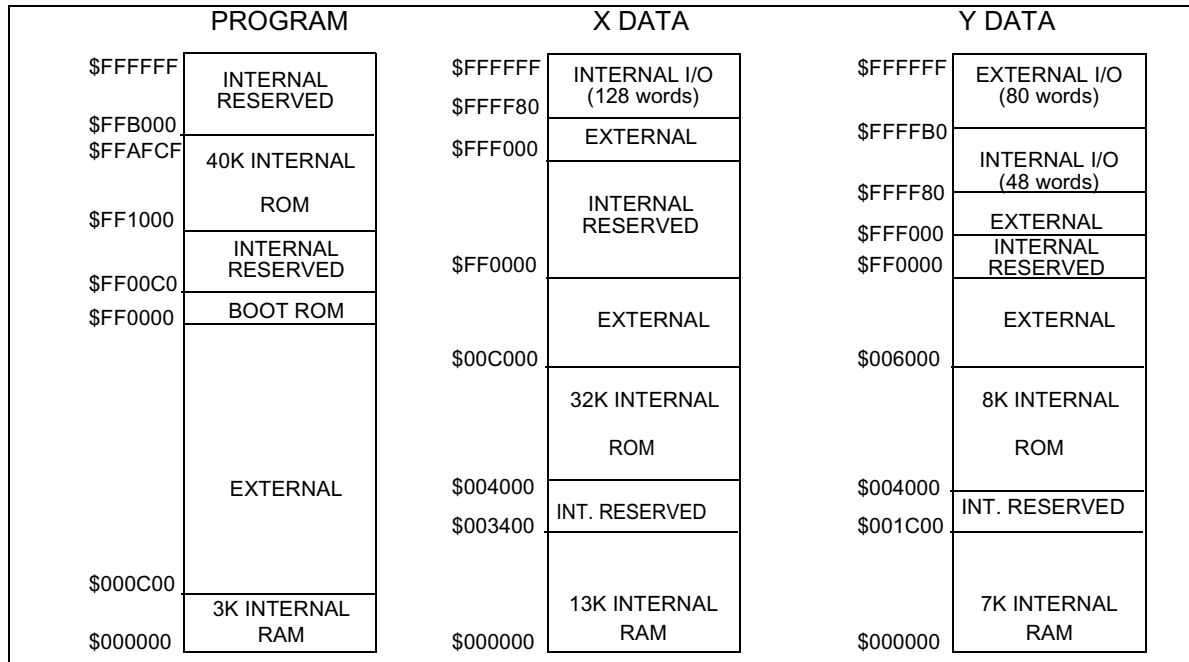 PROGRAM
$FFFFFF
INTERNAL
RESERVED
$FFB000
$FFAFCF
40K INTERNAL
ROM
$FF1000
INTERNAL
RESERVED
$FF00C0
BOOT ROM
$FF0000
EXTERNAL
$000C00
3K INTERNAL
RAM
$000000
X DATA
$FFFFFF
INTERNAL I/O
(128 words)
$FFFF80
EXTERNAL
$FFF000
INTERNAL
RESERVED
$FF0000
EXTERNAL
$00C000
32K INTERNAL
ROM
$004000
INT. RESERVED
$003400
13K INTERNAL
RAM
$000000
Y DATA
$FFFFFF
EXTERNAL I/O
(80 words)
$FFFFB0
INTERNAL I/O
(48 words)
$FFFF80
EXTERNAL
$FFF000
INTERNAL
RESERVED
$FF0000
EXTERNAL
$006000
8K INTERNAL
ROM
$004000
INT. RESERVED
$001C00
7K INTERNAL
RAM
$000000